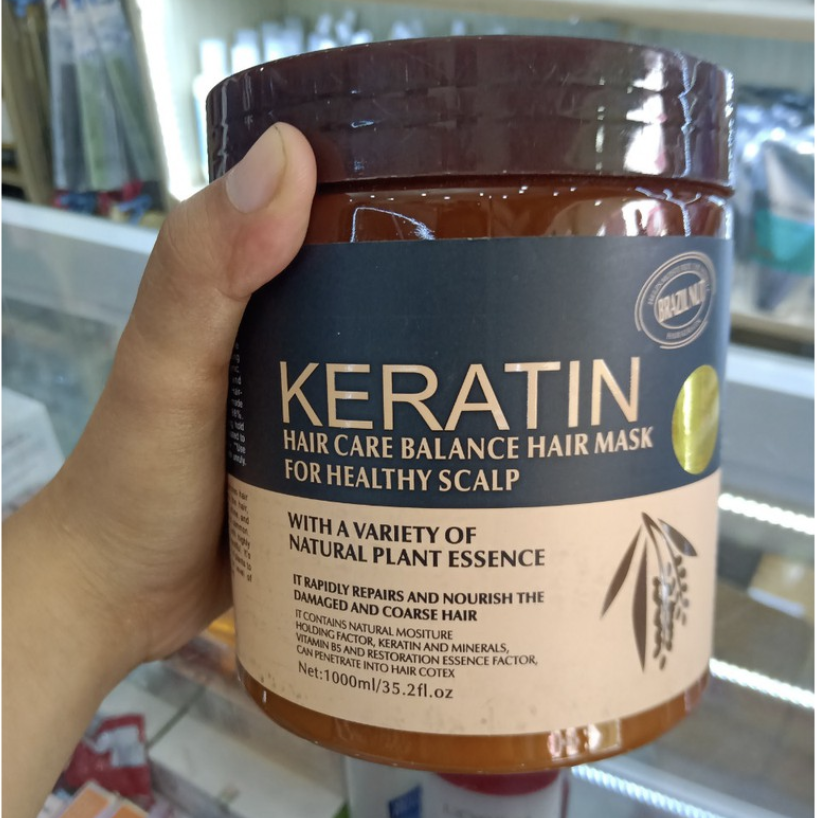 BRAZIL NUT
KERATIN
HAIR CARE BALANCE HAIR MASK
FOR HEALTHY SCALP
WITH A VARIETY OF
NATURAL PLANT ESSENCE
IT RAPIDLY REPAIRS AND NOURISH THE
DAMAGED AND COARSE HAIR
IT CONTAINS NATURAL MOSITURE
HOLDING FACTOR, KERATIN AND MINERALS,
VITAMIN B5 AND RESTORATION ESSENCE FACTOR,
CAN PENETRATE INTO HAIR COTEX
Net:1000ml/35.2fl.oz